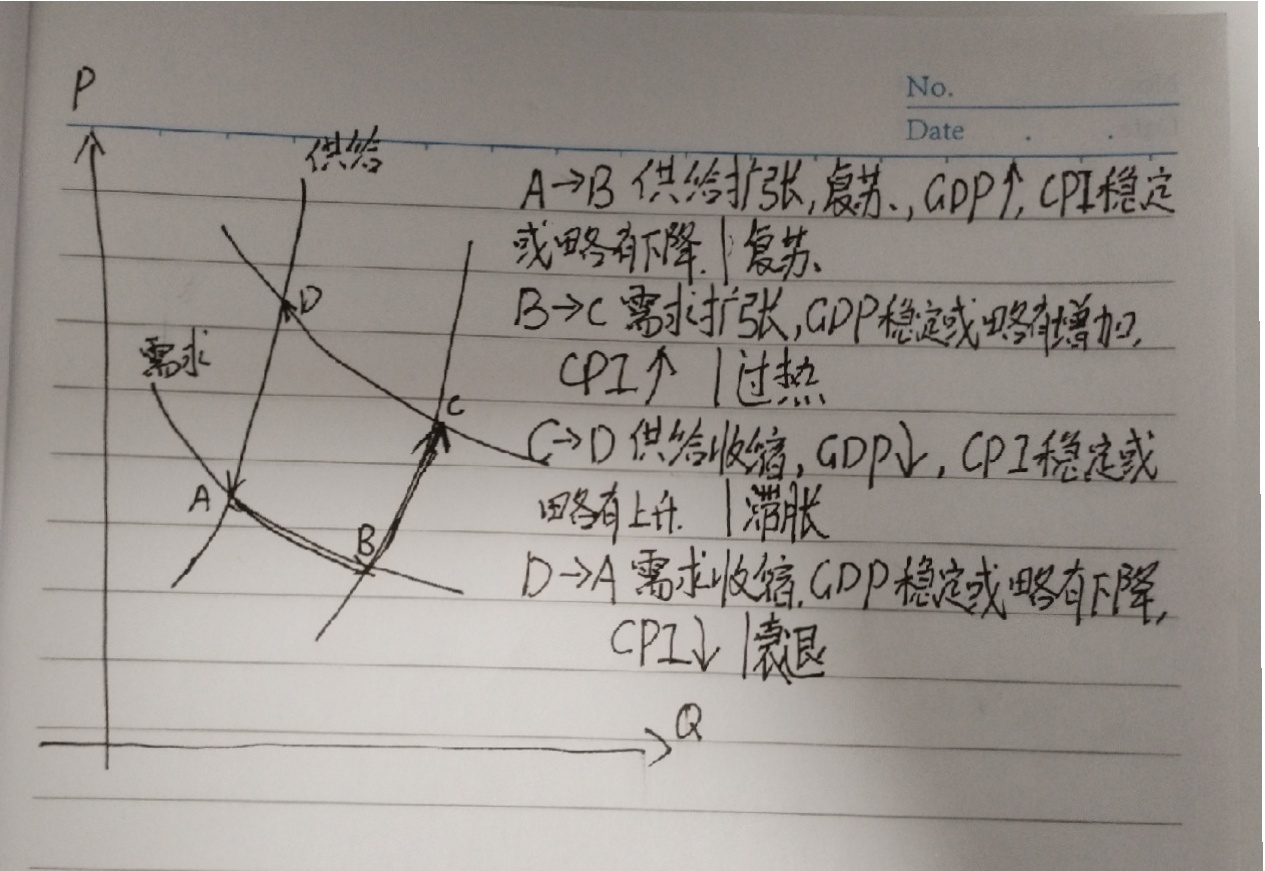 P
No.
Date . .
供给
A→B 供给扩张,复苏、,GDP↑,CPI稳定
或略有下降.|复苏、
B→C 需求扩张,GDP稳定或略有增加,
CPI↑ |过热
C→D 供给收缩,GDP↓,CPI稳定或
略有上升. |滞胀
D→A 需求收缩.GDP稳定或略有下降,
CPI↓ |衰退
D
需求
C
A
B
Q